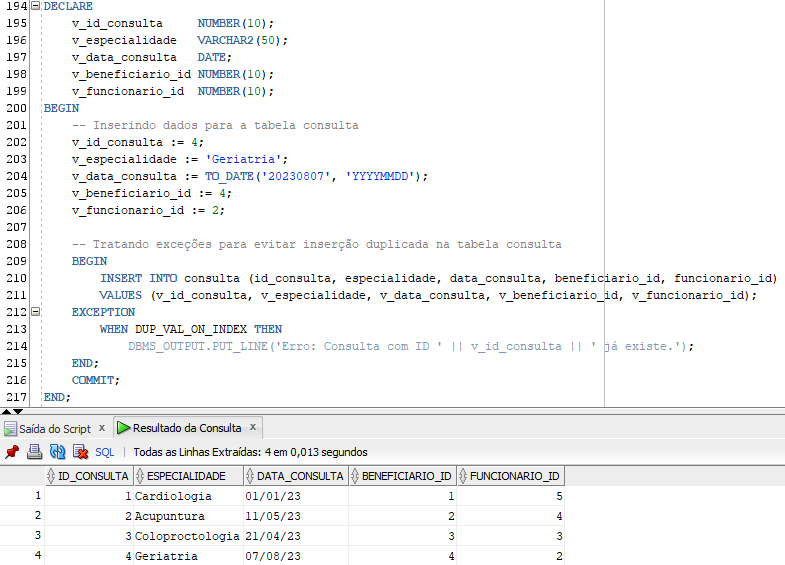 194 DECLARE
195 v_id_consulta NUMBER(10);
196 v_especialidade VARCHAR2(50);
197 v_data_consulta DATE;
198 v_beneficiario_id NUMBER(10);
199 v_funcionario_id NUMBER(10);
200 BEGIN
201 -- Inserindo dados para a tabela consulta
202 v_id_consulta := 4;
203 v_especialidade := 'Geriatria';
204 v_data_consulta := TO_DATE('20230807', 'YYYYMMDD');
205 v_beneficiario_id := 4;
206 v_funcionario_id := 2;
207
208 -- Tratando exceções para evitar inserção duplicada na tabela consulta
209 BEGIN
210 INSERT INTO consulta (id_consulta, especialidade, data_consulta, beneficiario_id, funcionario_id)
211 VALUES (v_id_consulta, v_especialidade, v_data_consulta, v_beneficiario_id, v_funcionario_id);
212 EXCEPTION
213 WHEN DUP_VAL_ON_INDEX THEN
214 DBMS_OUTPUT.PUT_LINE('Erro: Consulta com ID ' || v_id_consulta || ' já existe.');
215 END;
216 COMMIT;
217 END;
Saída do Script x Resultado da Consulta x
SQL | Todas as Linhas Extraídas: 4 em 0,013 segundos
ID_CONSULTA ESPECIALIDADE DATA_CONSULTA BENEFICIARIO_ID FUNCIONARIO_ID
1 1 Cardiologia 01/01/23 1 5
2 2 Acupuntura 11/05/23 2 4
3 3 Coloproctologia 21/04/23 3 3
4 4 Geriatria 07/08/23 4 2